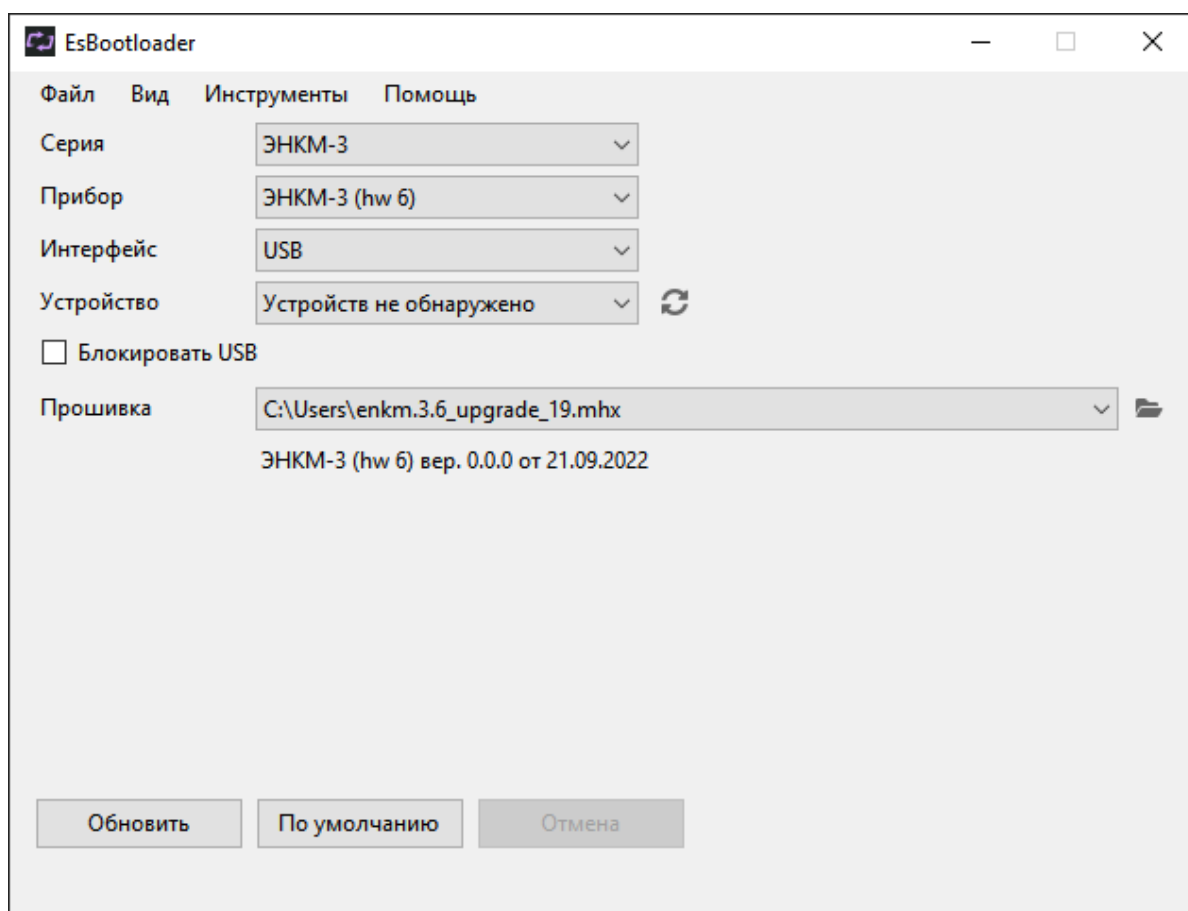 EsBootloader
Файл Вид Инструменты Помощь
Серия ЭНКМ-3
Прибор ЭНКМ-3 (hw 6)
Интерфейс USB
Устройство Устройств не обнаружено
Блокировать USB
Прошивка C:\Users\enkm.3.6_upgrade_19.mhx
ЭНКМ-3 (hw 6) вер. 0.0.0 от 21.09.2022
Обновить По умолчанию Отмена